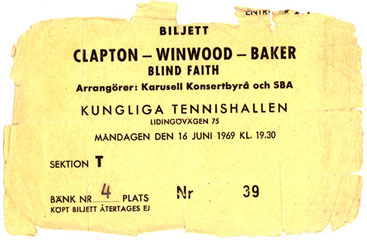 BILJETT
CLAPTON – WINWOOD – BAKER
BLIND FAITH
Arrangörer: Karusell Konsertbyrå och SBA
KUNGLIGA TENNISHALLEN
LIDINGÖVÄGEN 75
MÅNDAGEN DEN 16 JUNI 1969 KL. 19.30
SEKTION T
BÄNK NR 4 PLATS Nr 39
KÖPT BILJETT ÅTERTAGES EJ